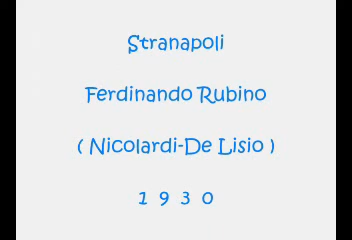 Stranapoli
Ferdinando Rubino
( Nicolardi-De Lisio )
1 9 3 0